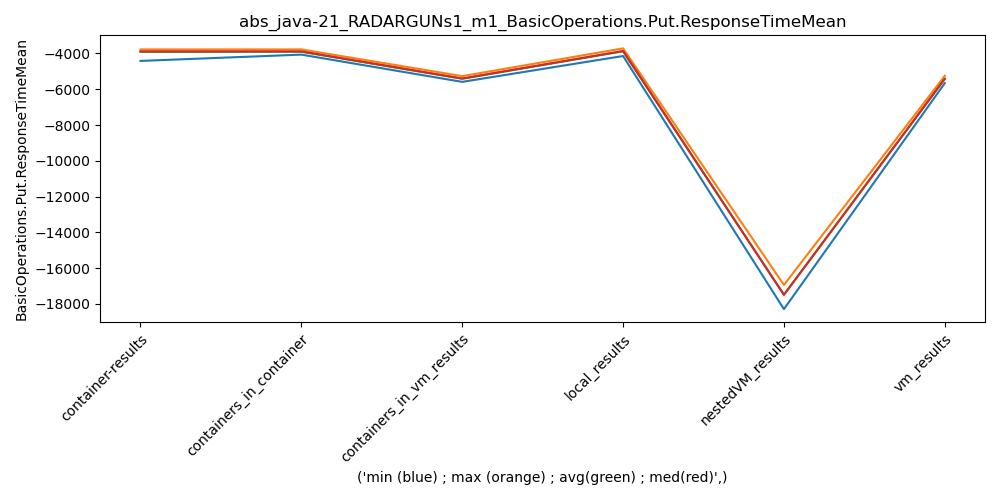 abs_java-21_RADARGUNs1_m1_BasicOperations.Put.ResponseTimeMean
BasicOperations.Put.ResponseTimeMean
−4000
−6000
−8000
−10000
−12000
−14000
−16000
−18000
container-results
containers_in_container
containers_in_vm_results
local_results
nestedVM_results
vm_results
('min (blue) ; max (orange) ; avg(green) ; med(red)',)